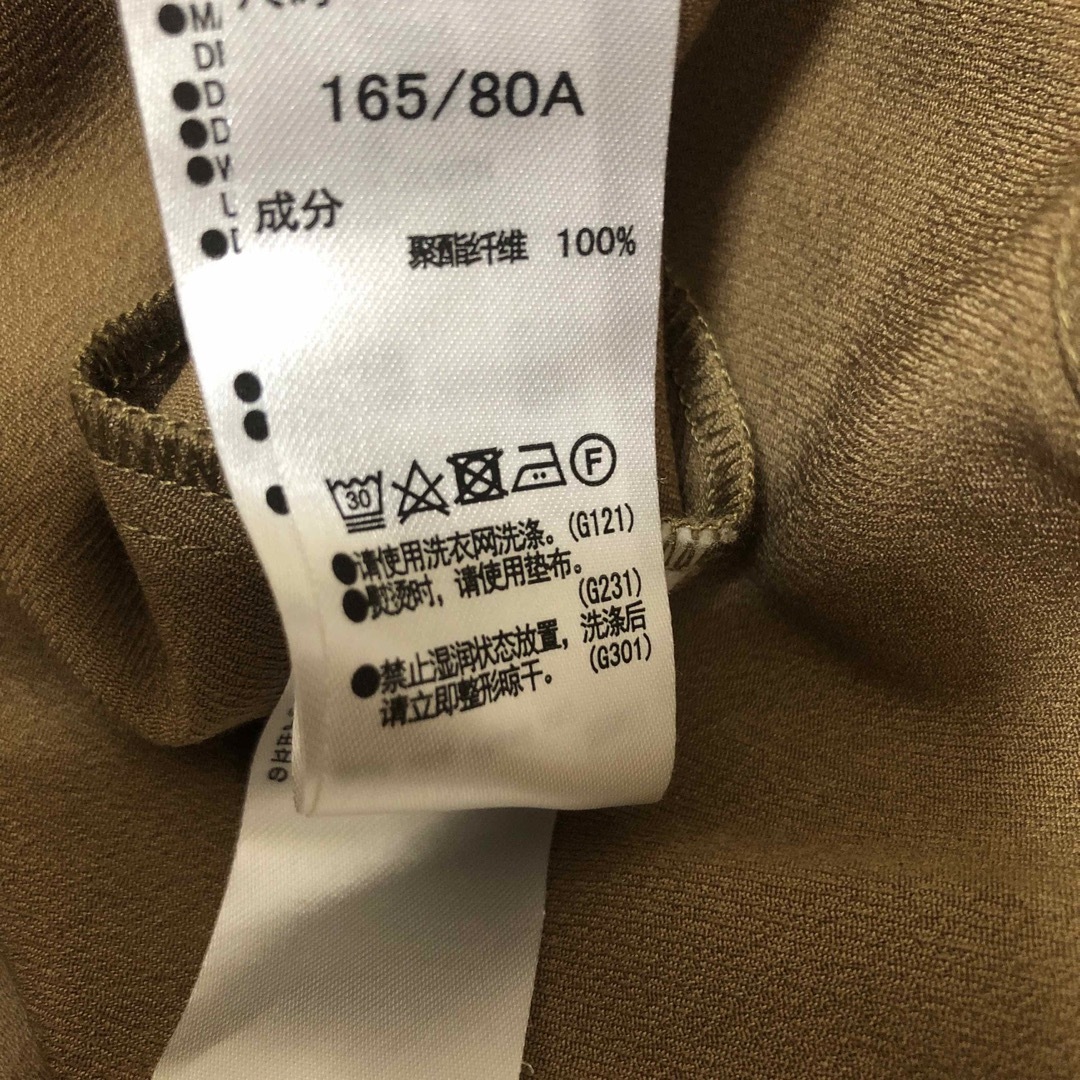 165/80A
成分
聚酯纤维 100%
30
F
●请使用洗衣网洗涤。(G121)
●熨烫时，请使用垫布。
(G231)
●禁止湿润状态放置，洗涤后
请立即整形晾干。 (G301)